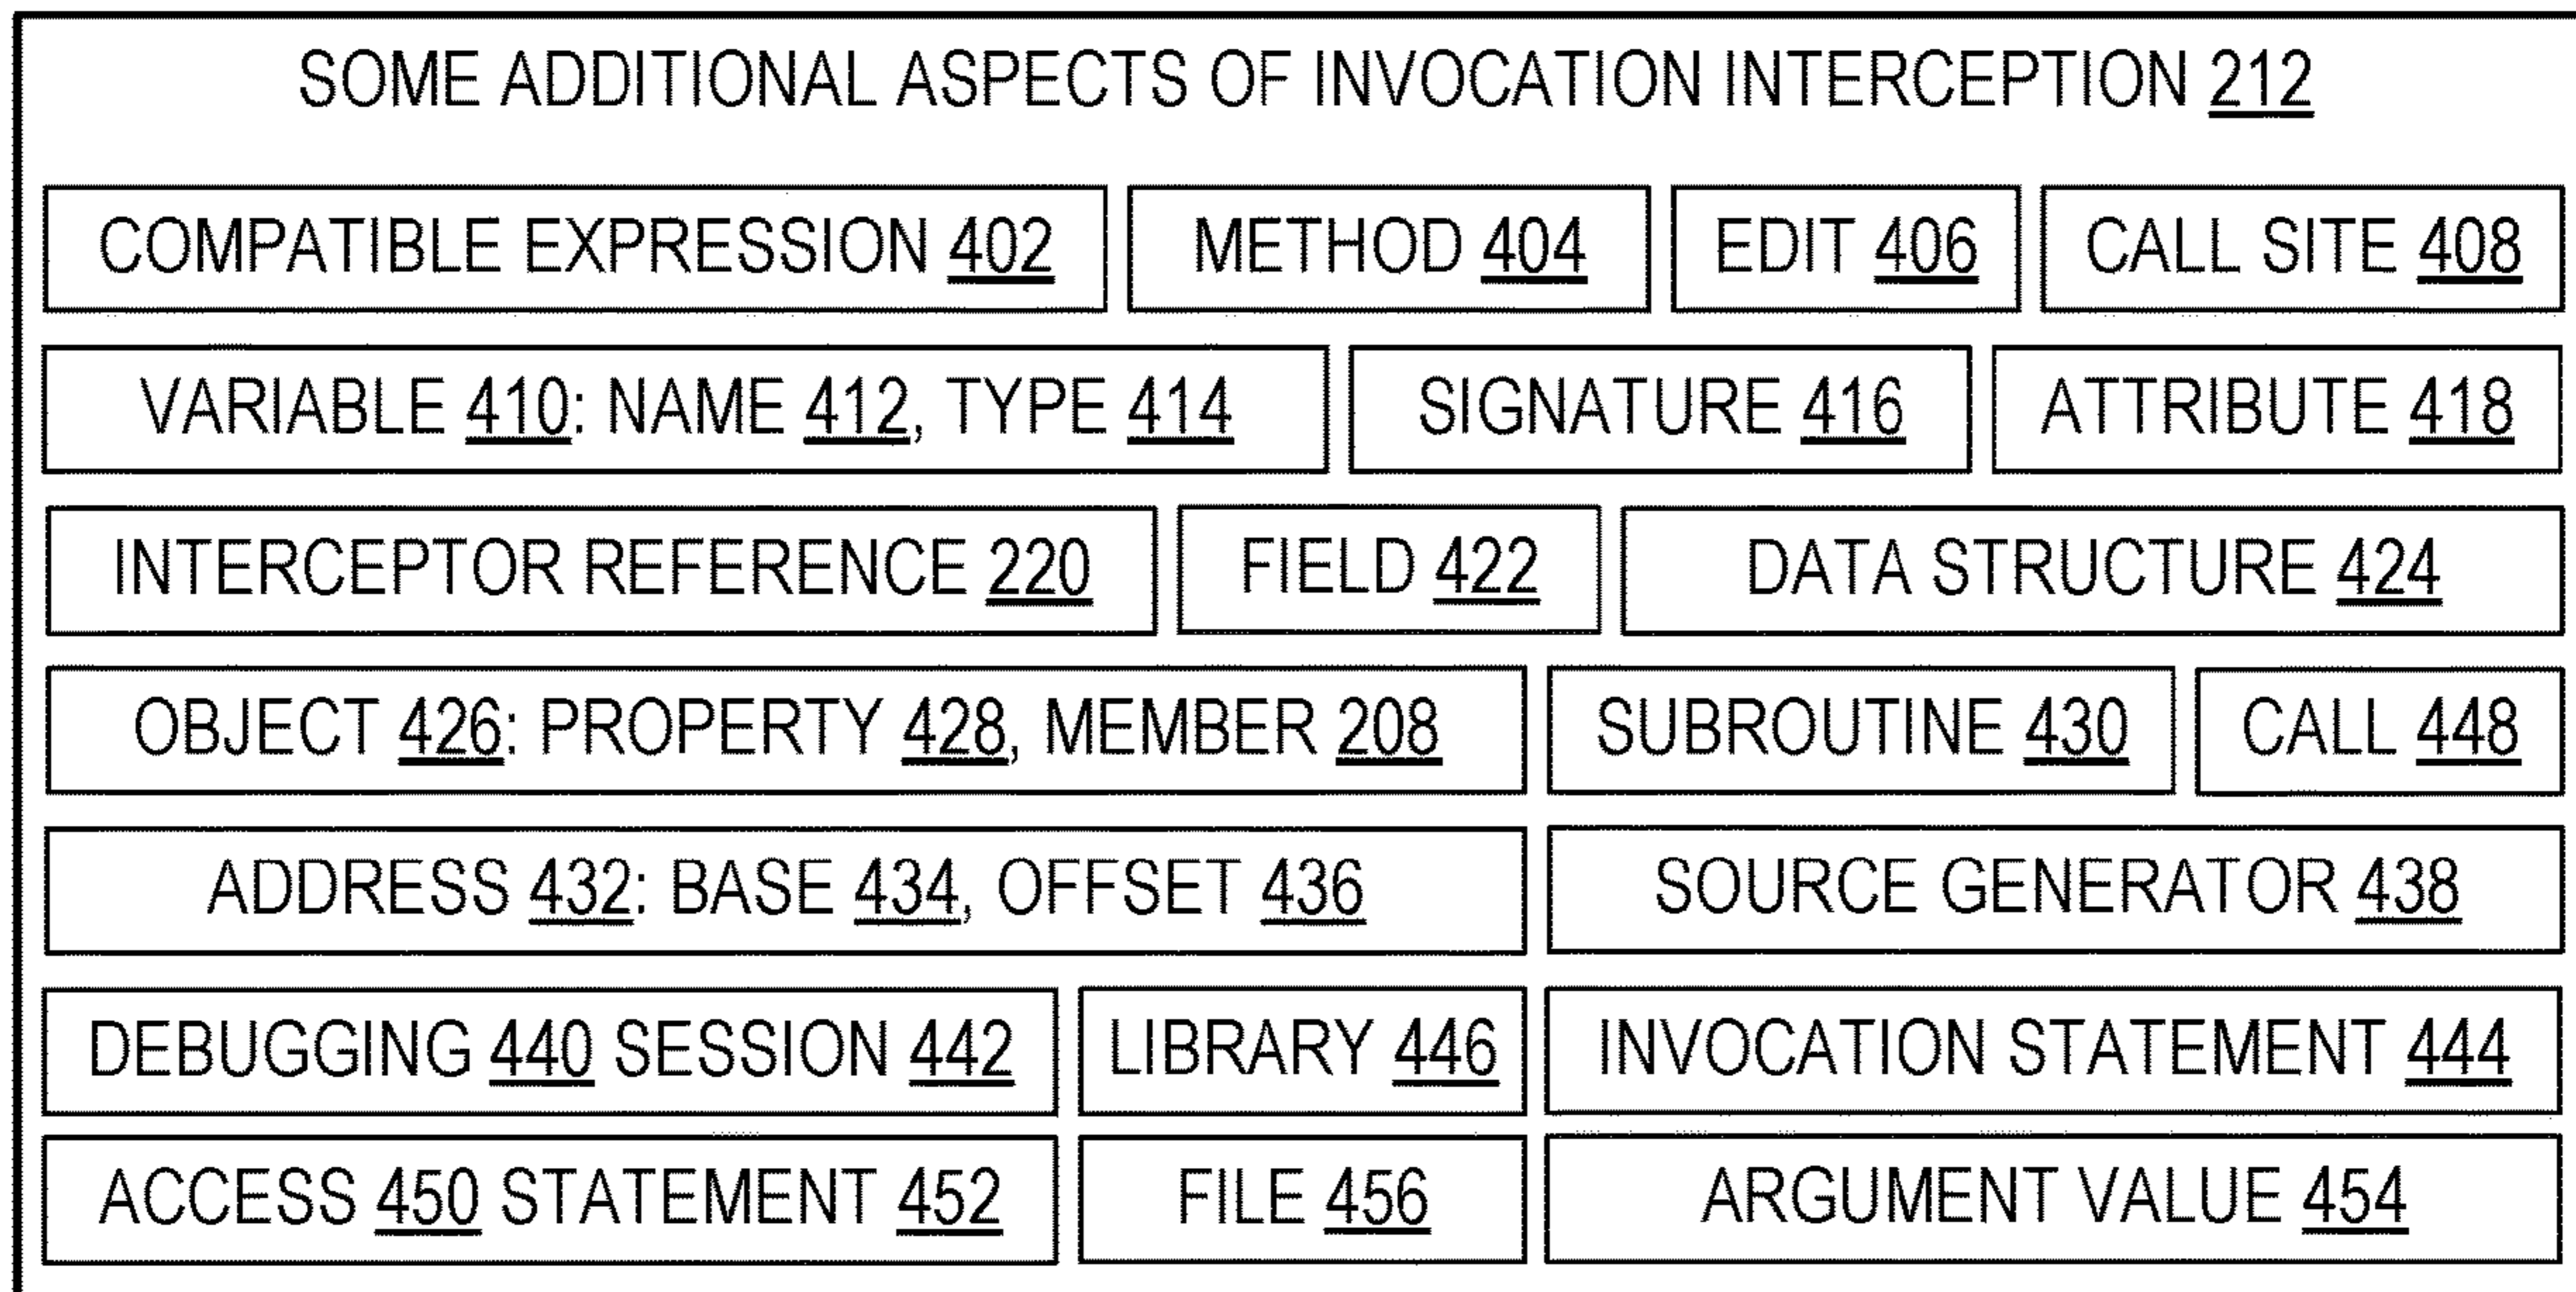 SOME ADDITIONAL ASPECTS OF INVOCATION INTERCEPTION 212
COMPATIBLE EXPRESSION 402 METHOD 404 EDIT 406 CALL SITE 408
VARIABLE 410: NAME 412, TYPE 414 SIGNATURE 416 ATTRIBUTE 418
INTERCEPTOR REFERENCE 220 FIELD 422 DATA STRUCTURE 424
OBJECT 426: PROPERTY 428, MEMBER 208 SUBROUTINE 430 CALL 448
ADDRESS 432: BASE 434, OFFSET 436 SOURCE GENERATOR 438
DEBUGGING 440 SESSION 442 LIBRARY 446 INVOCATION STATEMENT 444
ACCESS 450 STATEMENT 452 FILE 456 ARGUMENT VALUE 454